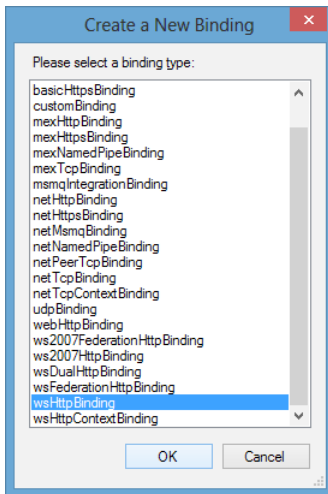 Create a New Binding
Please select a binding type:
basicHttpsBinding
customBinding
mexHttpBinding
mexHttpsBinding
mexNamedPipeBinding
mexTcpBinding
msmqIntegrationBinding
netHttpBinding
netHttpsBinding
netMsmqBinding
netNamedPipeBinding
netPeerTcpBinding
netTcpBinding
netTcpContextBinding
udpBinding
webHttpBinding
ws2007FederationHttpBinding
ws2007HttpBinding
wsDualHttpBinding
wsFederationHttpBinding
wsHttpBinding
wsHttpContextBinding
OK Cancel